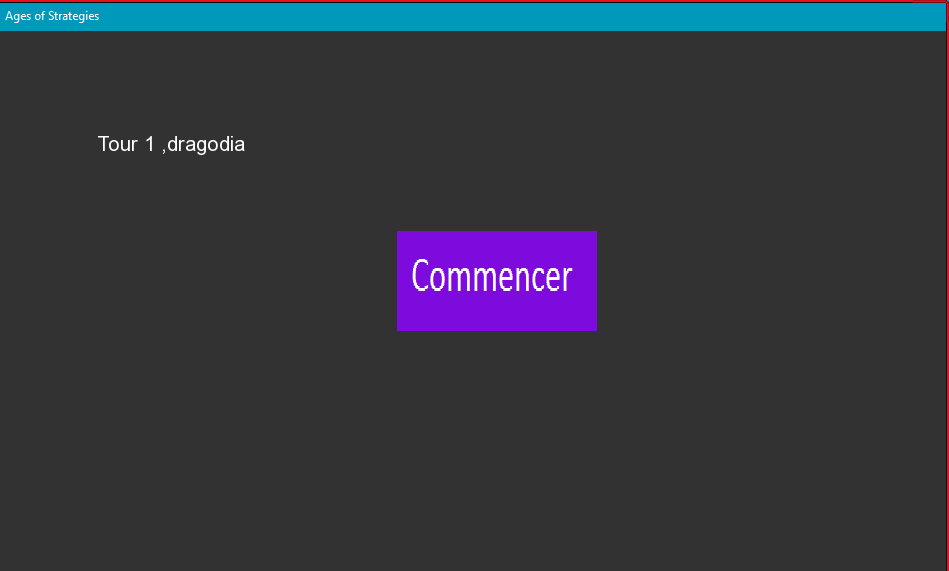 Ages of Strategies
Tour 1 ,dragodia
Commencer